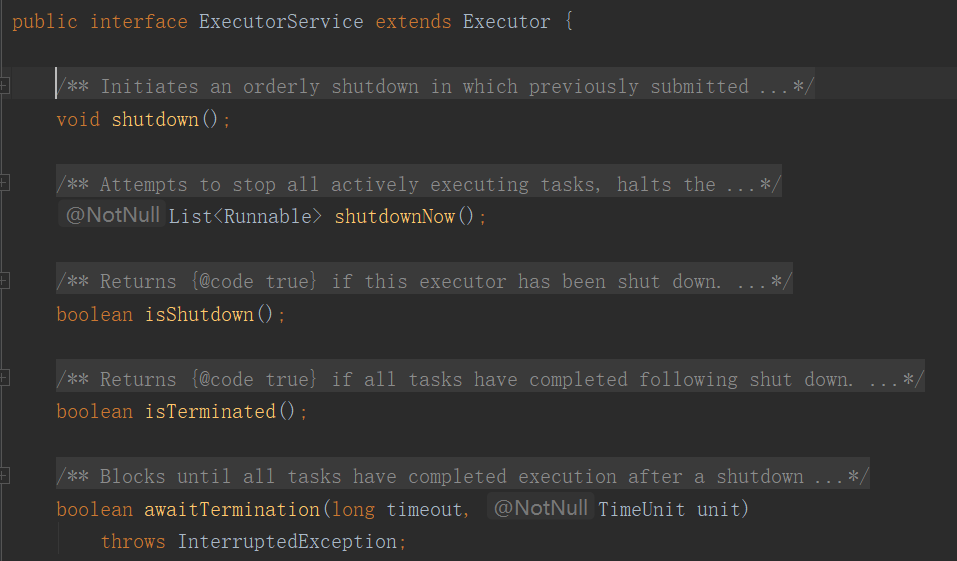 public interface ExecutorService extends Executor {
/** Initiates an orderly shutdown in which previously submitted ...*/
void shutdown();
/** Attempts to stop all actively executing tasks, halts the ...*/
@NotNull List<Runnable> shutdownNow();
/** Returns {@code true} if this executor has been shut down. ...*/
boolean isShutdown();
/** Returns {@code true} if all tasks have completed following shut down. ...*/
boolean isTerminated();
/** Blocks until all tasks have completed execution after a shutdown ...*/
boolean awaitTermination(long timeout, @NotNull TimeUnit unit)
throws InterruptedException;